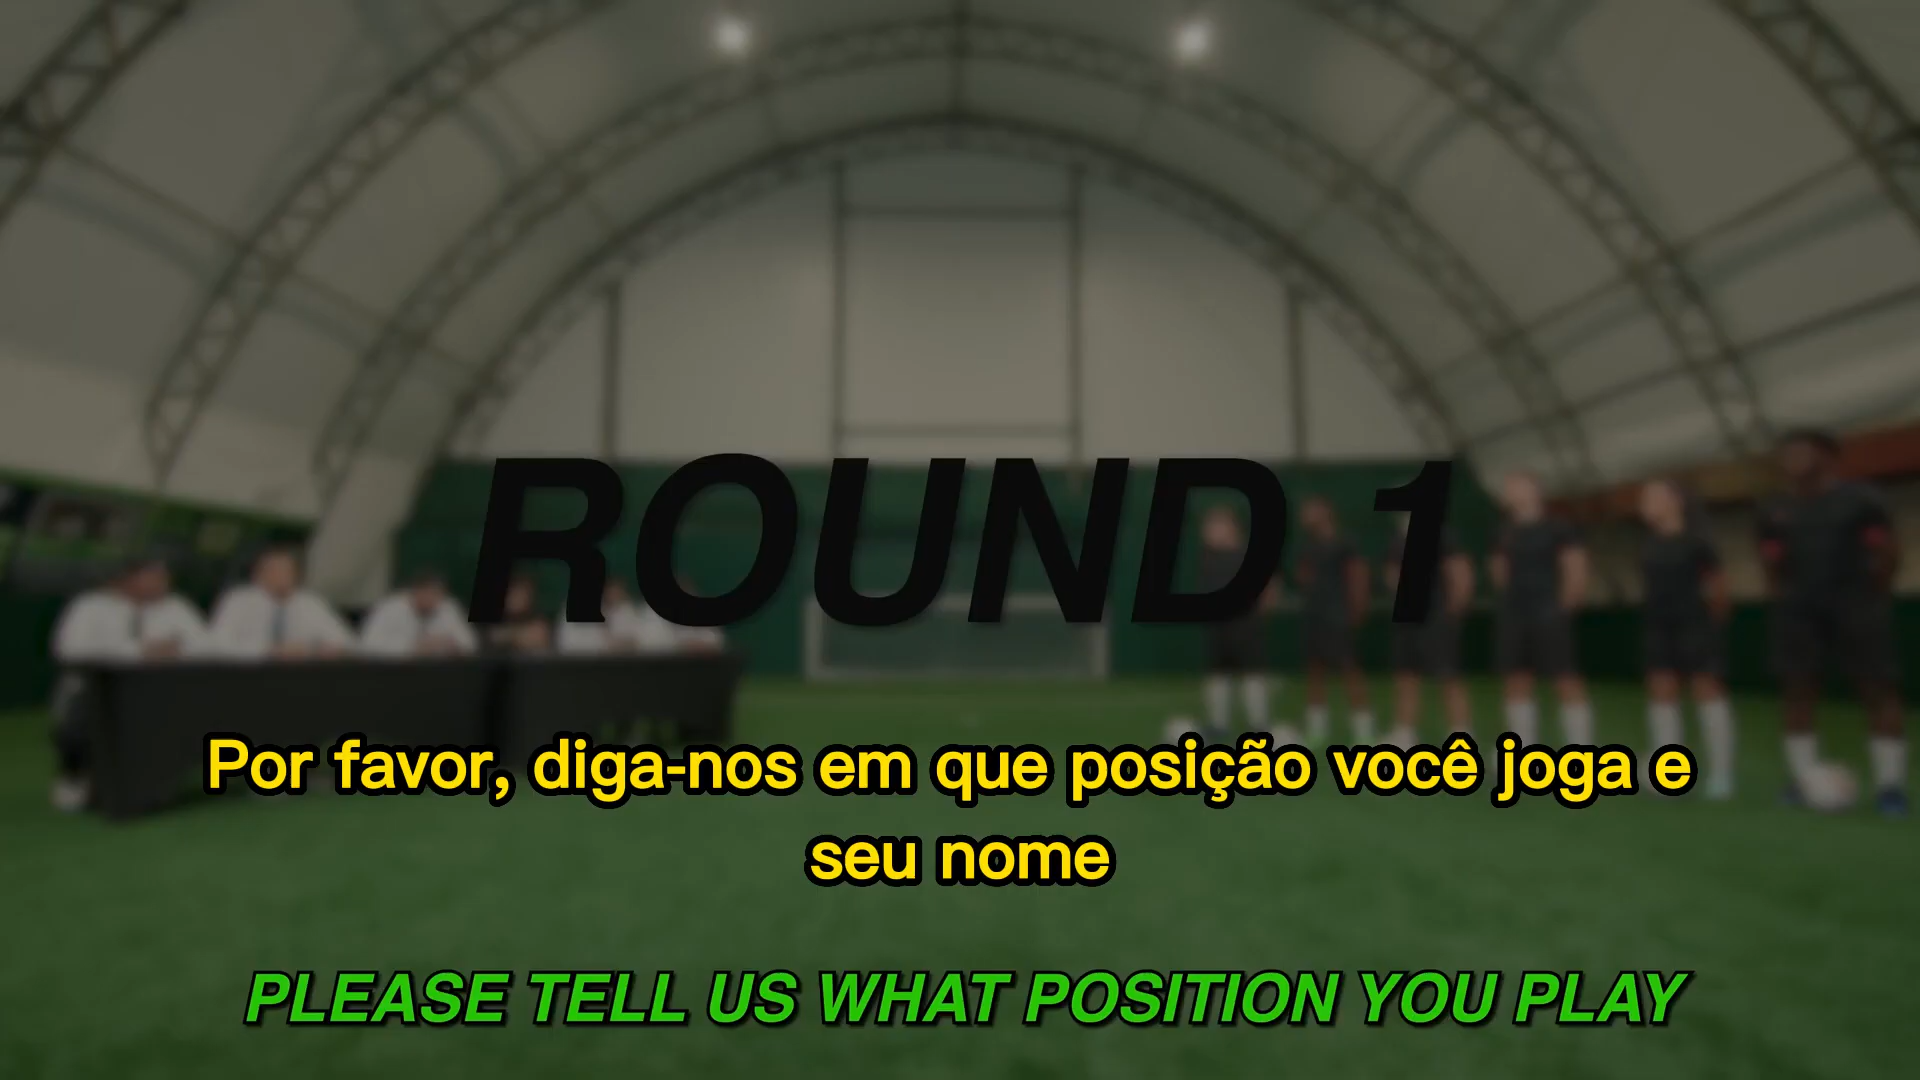 ROUND 1
Por favor, diga-nos em que posição você joga e
seu nome
PLEASE TELL US WHAT POSITION YOU PLAY